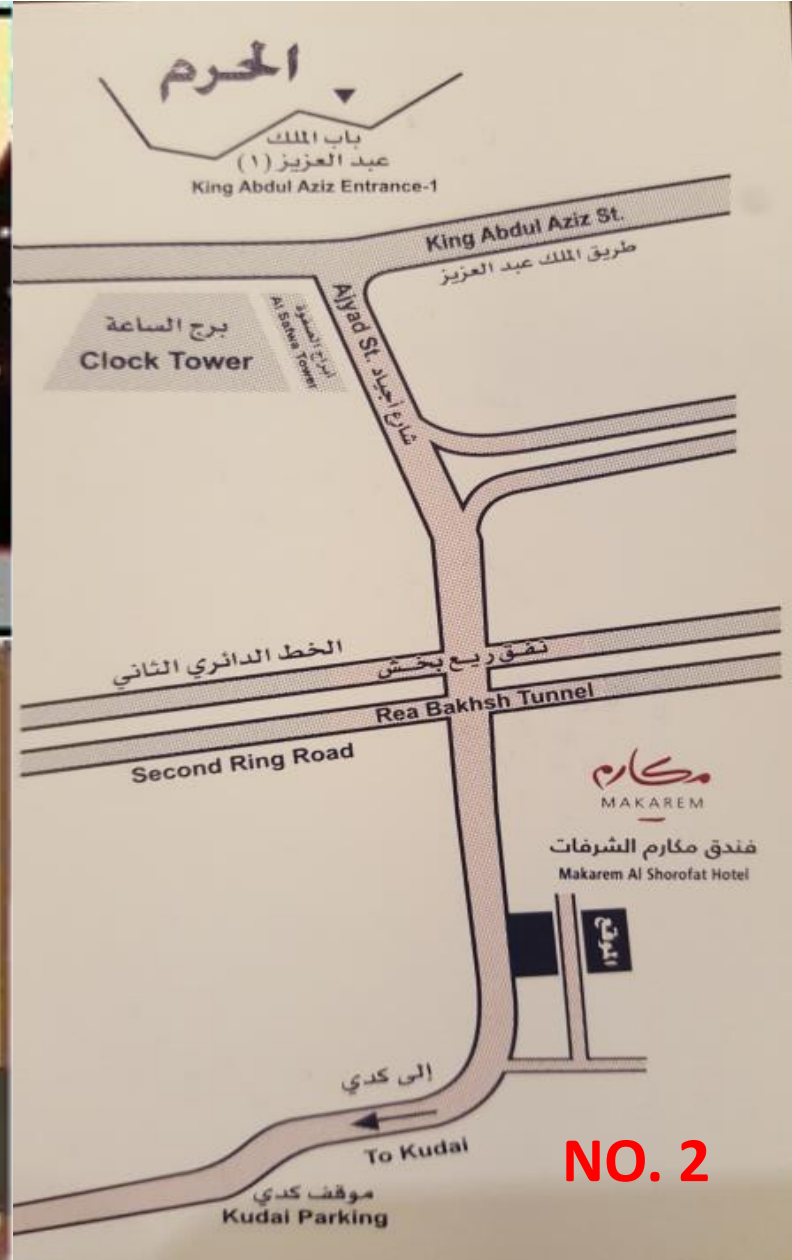 الحرم
باب الملك
عبد العزيز (١)
King Abdul Aziz Entrance-1
King Abdul Aziz St.
طريق الملك عبد العزيز
برج الساعة
Clock Tower
ابراج الصفوة
Al Safwa Tower
Ajyad St. شارع أجياد
الخط الدائري الثاني
نفق ريع بخش
Rea Bakhsh Tunnel
Second Ring Road
مكارم
MAKAREM
فندق مكارم الشرفات
Makarem Al Shorofat Hotel
الموقع
إلى كدي
To Kudai
موقف كدي
Kudai Parking
NO. 2